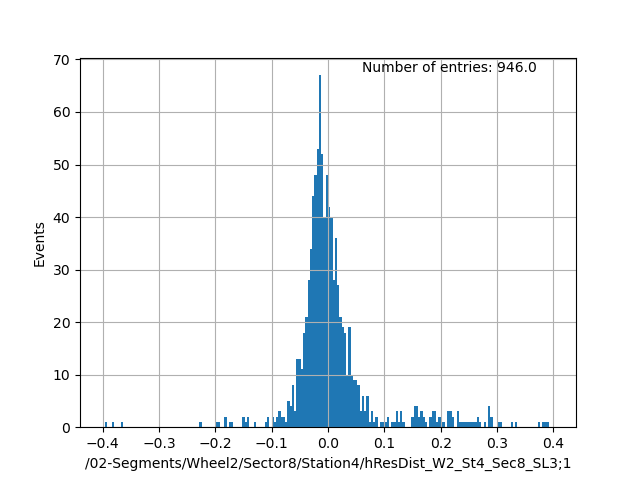 Number of entries: 946.0
70
60
50
40
30
20
10
0
Events
−0.4 −0.3 −0.2 −0.1 0.0 0.1 0.2 0.3 0.4
/02-Segments/Wheel2/Sector8/Station4/hResDist_W2_St4_Sec8_SL3;1